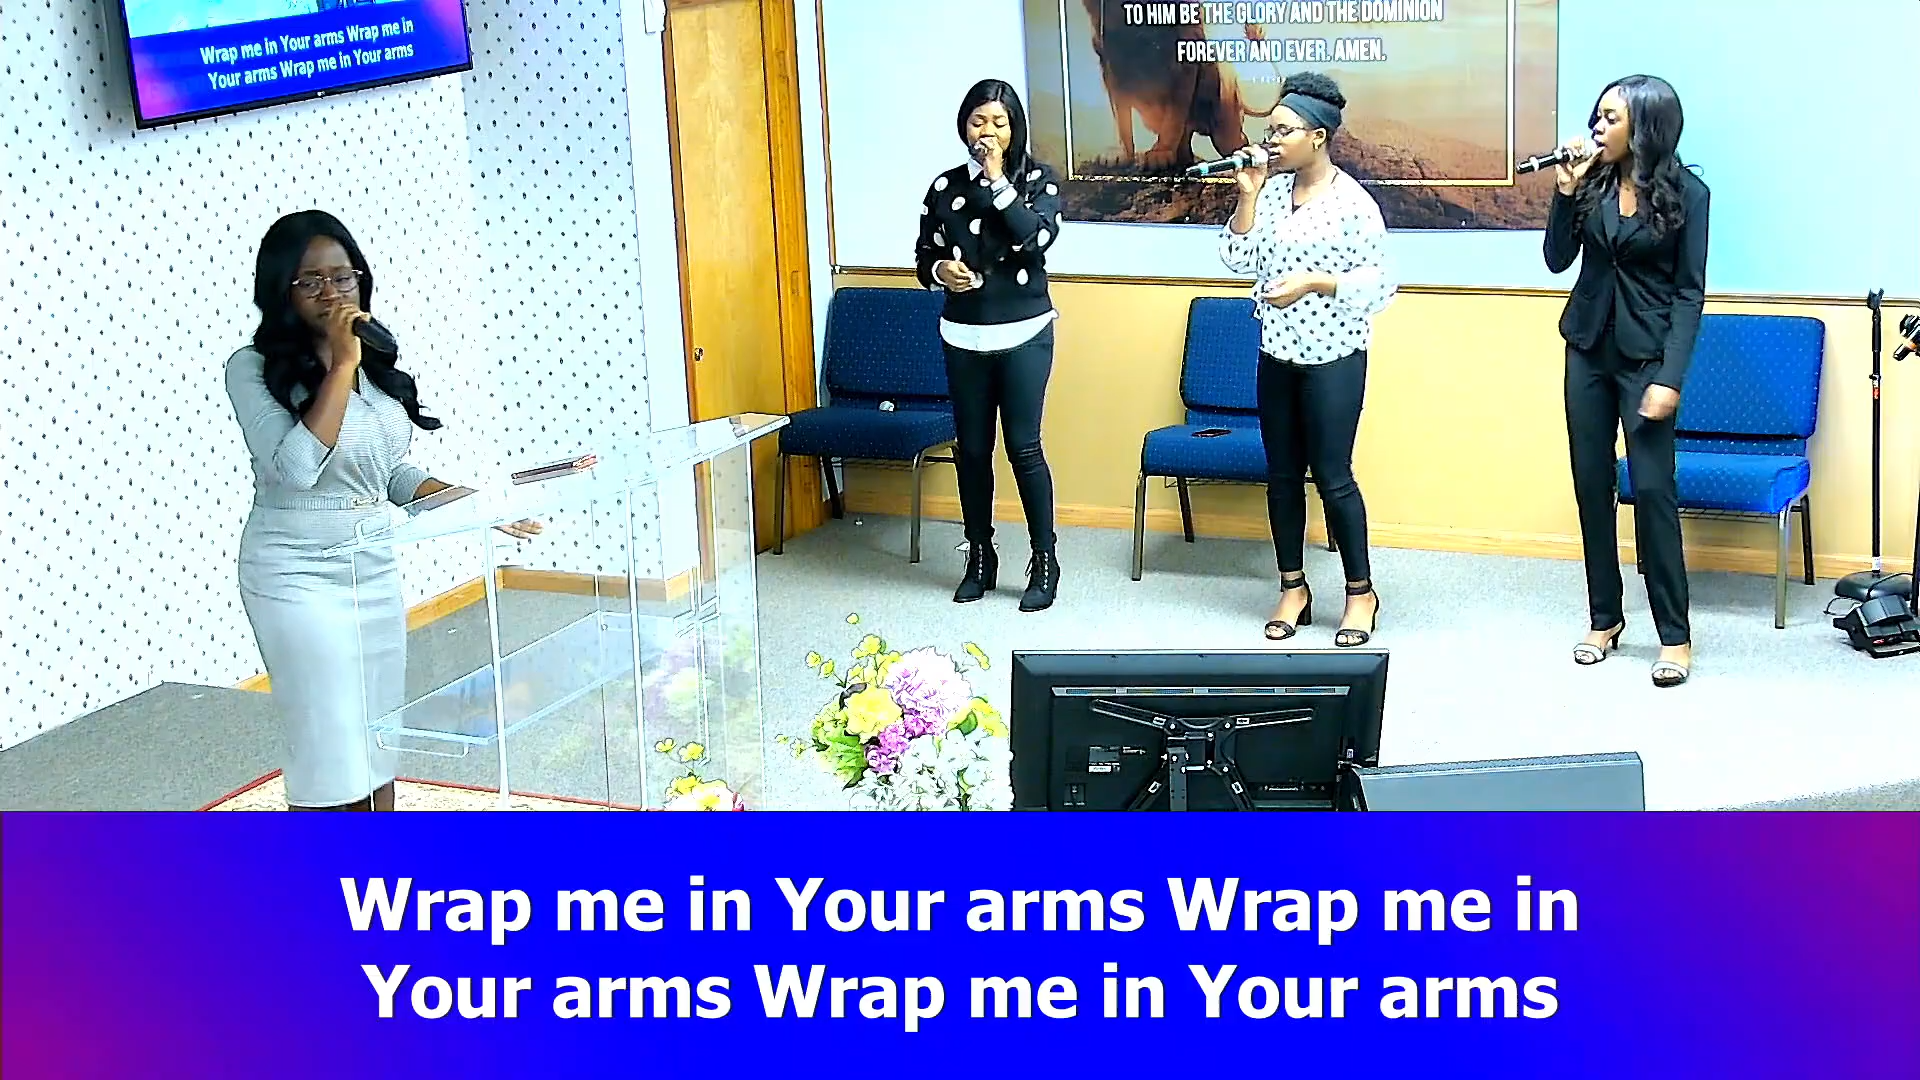 Wrap me in Your arms Wrap me in
Your arms Wrap me in Your arms
TO HIM BE THE GLORY AND THE DOMINION
FOREVER AND EVER. AMEN.
Wrap me in Your arms Wrap me in
Your arms Wrap me in Your arms